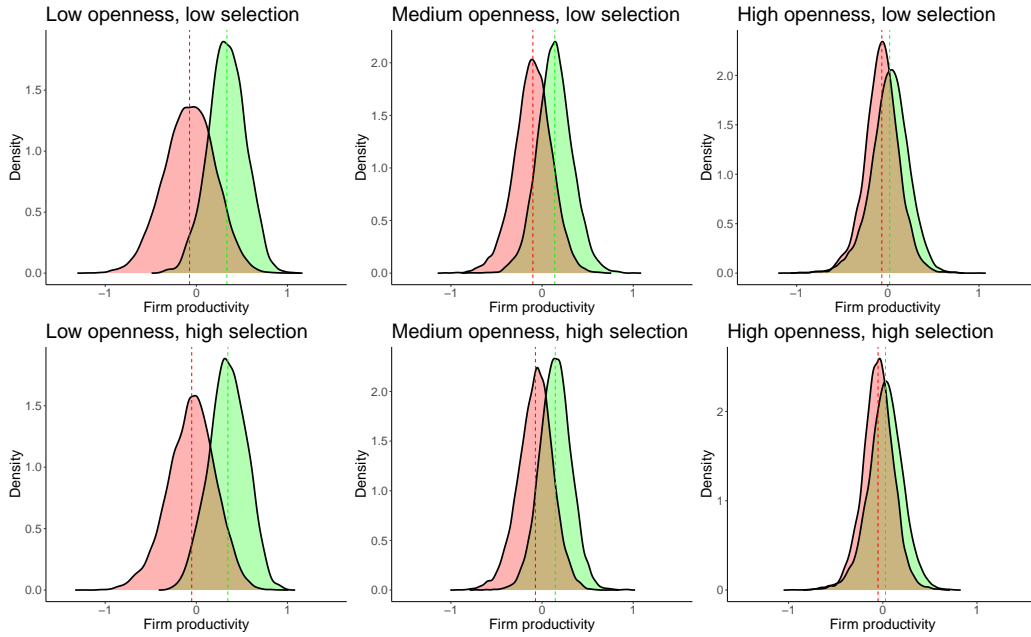 Low openness, low selection
Medium openness, low selection
High openness, low selection
Density
1.5
1.0
0.5
0.0
−1
0
1
Firm productivity
Density
2.0
1.5
1.0
0.5
0.0
−1
0
1
Firm productivity
Density
2.0
1.5
1.0
0.5
0.0
−1
0
1
Firm productivity
Low openness, high selection
Medium openness, high selection
High openness, high selection
Density
1.5
1.0
0.5
0.0
−1
0
1
Firm productivity
Density
2.0
1.5
1.0
0.5
0.0
−1
0
1
Firm productivity
Density
2
1
0
−1
0
1
Firm productivity